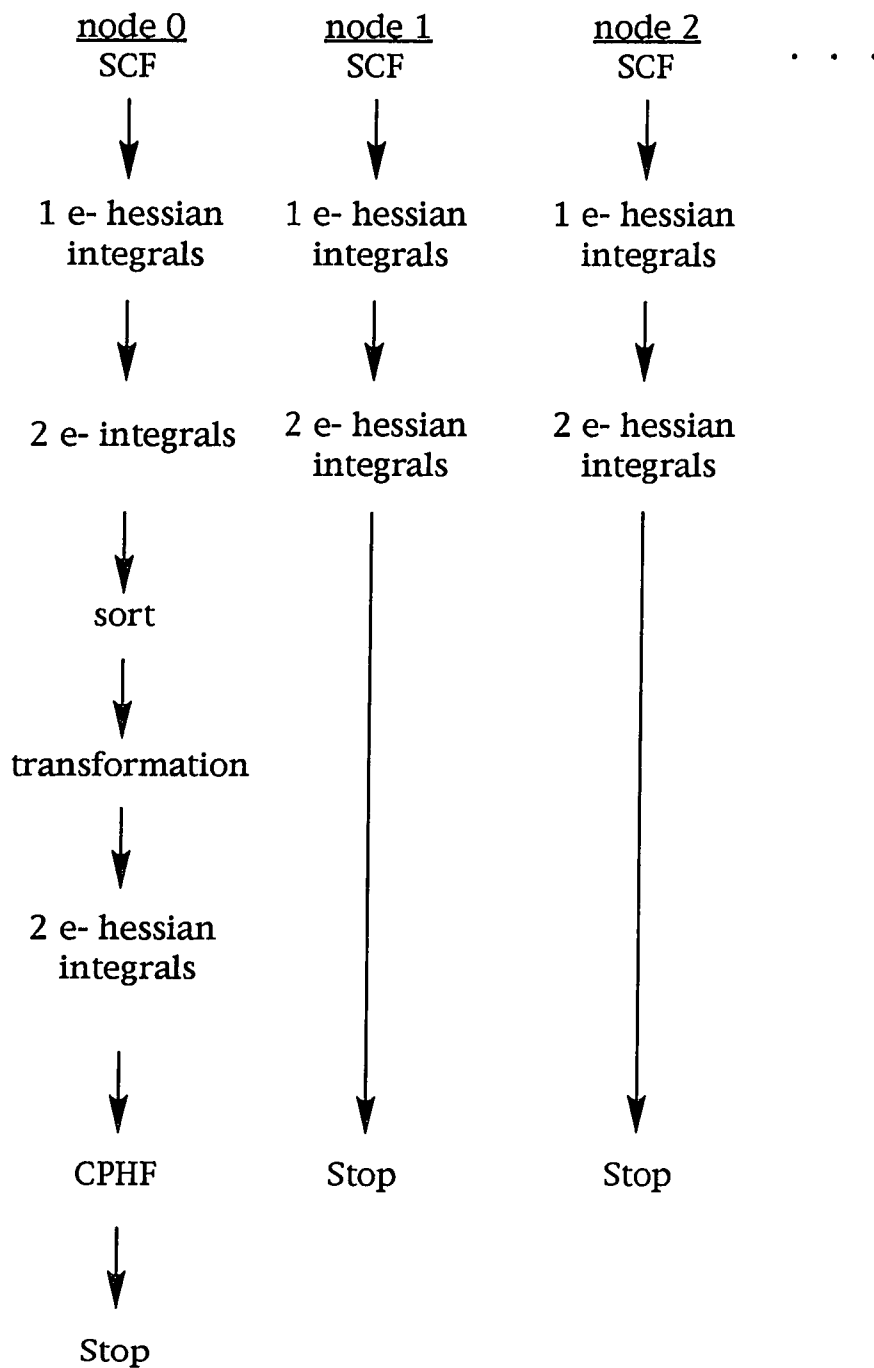 node 0 node 1 node 2
SCF SCF SCF . . .
1 e- hessian 1 e- hessian 1 e- hessian
integrals integrals integrals
2 e- integrals 2 e- hessian 2 e- hessian
integrals integrals
sort
transformation
2 e- hessian
integrals
CPHF Stop Stop
Stop